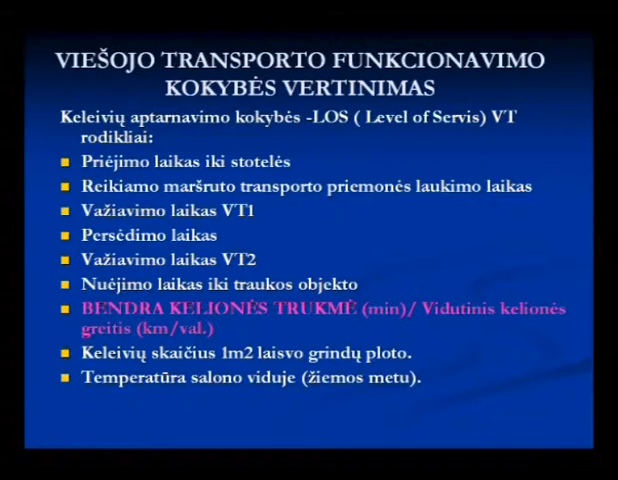 VIEŠOJO TRANSPORTO FUNKCIONAVIMO
KOKYBĖS VERTINIMAS
Keleivių aptarnavimo kokybės -LOS ( Level of Servis) VT
rodikliai:
Priėjimo laikas iki stotelės
Reikiamo maršruto transporto priemonės laukimo laikas
Važiavimo laikas VT1
Persėdimo laikas
Važiavimo laikas VT2
Nuėjimo laikas iki traukos objekto
BENDRA KELIONĖS TRUKMĖ (min)/ Vidutinis kelionės
greitis (km/val.)
Keleivių skaičius 1m2 laisvo grindų ploto.
Temperatūra salono viduje (žiemos metu).